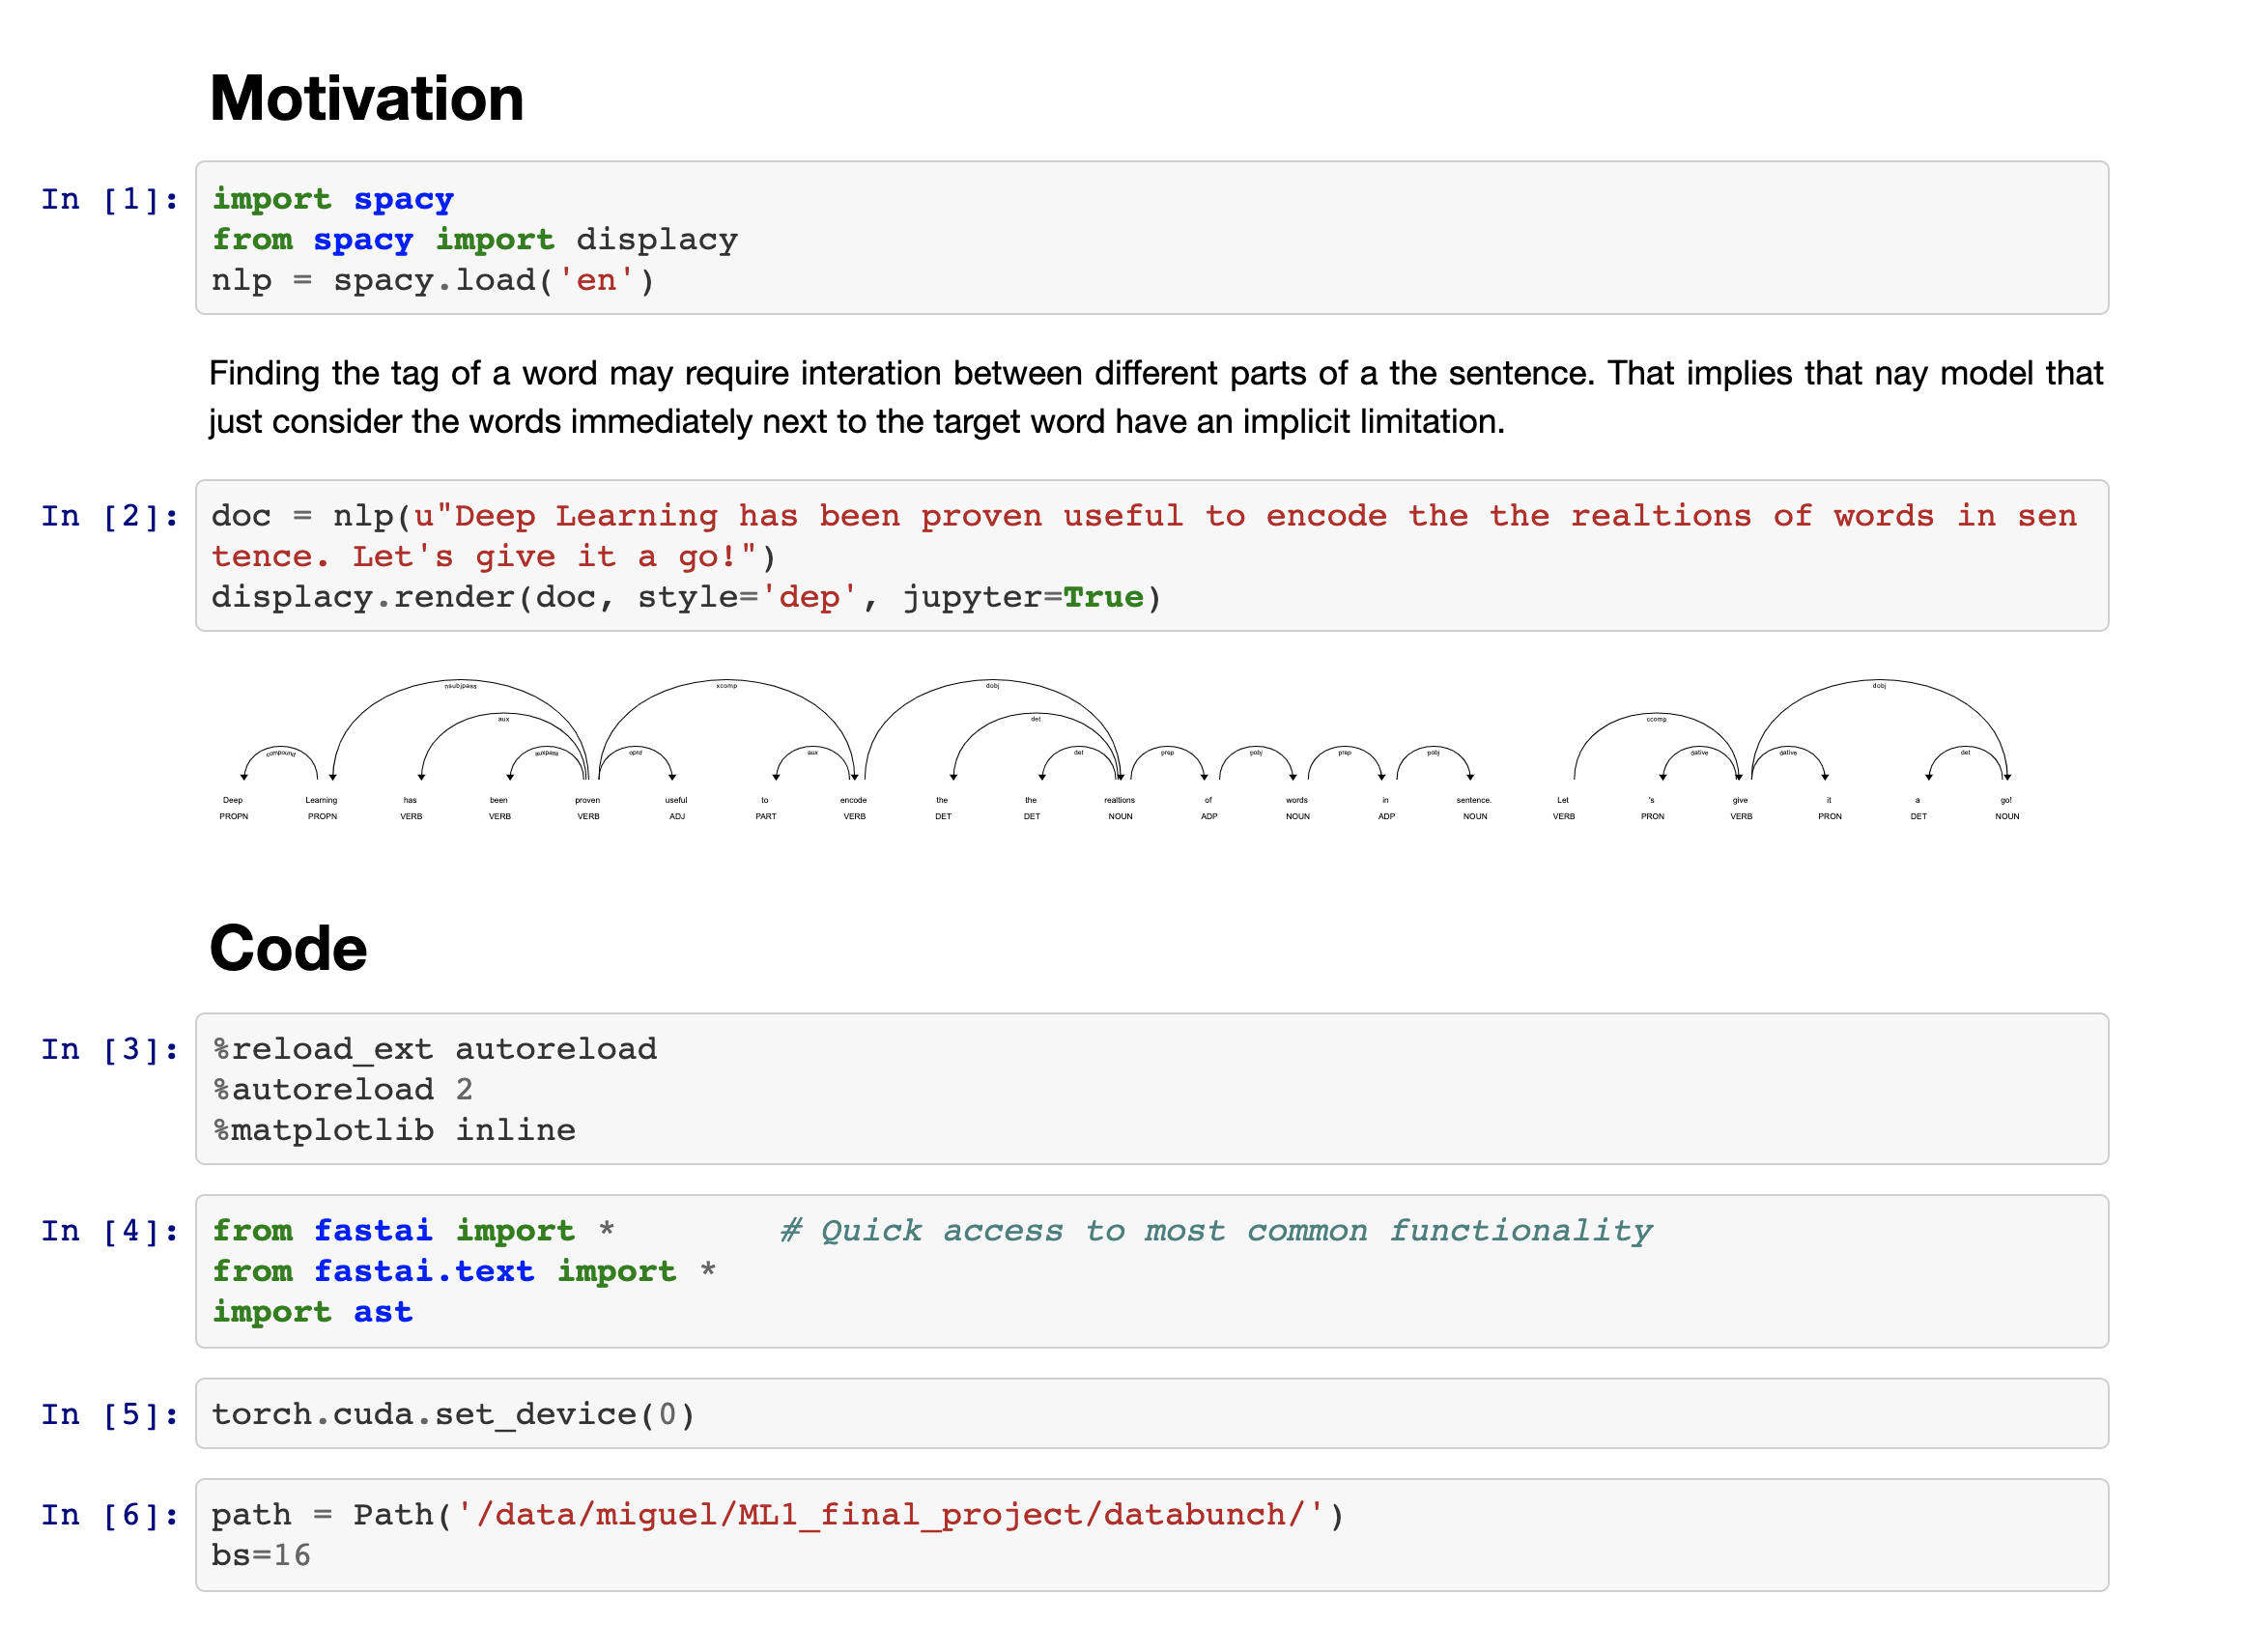 Motivation
In [1]: import spacy
from spacy import displacy
nlp = spacy.load('en')
Finding the tag of a word may require interation between different parts of a the sentence. That implies that nay model that
just consider the words immediately next to the target word have an implicit limitation.
In [2]: doc = nlp(u"Deep Learning has been proven useful to encode the the realtions of words in sen
tence. Let's give it a go!")
displacy.render(doc, style='dep', jupyter=True)
nsubjpass xcomp dobj dobj
aux det ccomp
compound auxpass oprd aux det prep pobj prep pobj dative dative det
Deep Learning has been proven useful to encode the the realtions of words in sentence. Let 's give it a go!
PROPN PROPN VERB VERB VERB ADJ PART VERB DET DET NOUN ADP NOUN ADP NOUN VERB PRON VERB PRON DET NOUN
Code
In [3]: %reload_ext autoreload
%autoreload 2
%matplotlib inline
In [4]: from fastai import * # Quick access to most common functionality
from fastai.text import *
import ast
In [5]: torch.cuda.set_device(0)
In [6]: path = Path('/data/miguel/ML1_final_project/databunch/')
bs=16